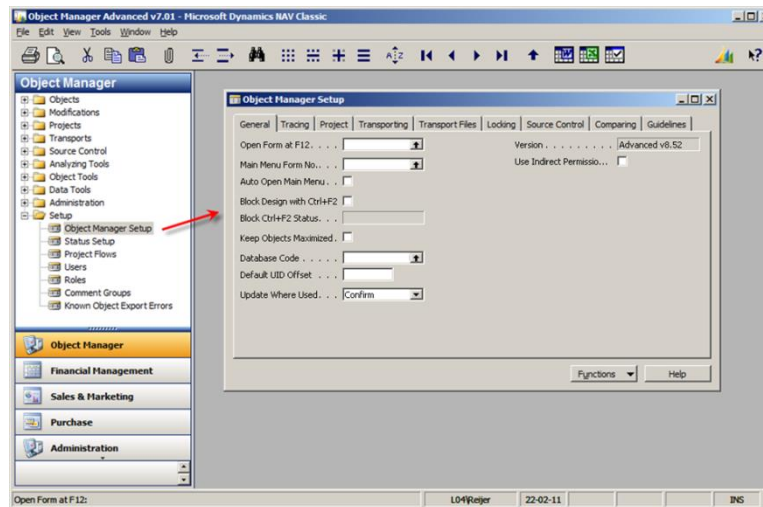 Object Manager Advanced v7.01 - Microsoft Dynamics NAV Classic
File Edit View Tools Window Help
Object Manager
Objects
Modifications
Projects
Transports
Source Control
Analyzing Tools
Object Tools
Data Tools
Administration
Setup
Object Manager Setup
Status Setup
Project Flows
Users
Roles
Comment Groups
Known Object Export Errors
Object Manager
Financial Management
Sales & Marketing
Purchase
Administration
Object Manager Setup
General Tracing Project Transporting Transport Files Locking Source Control Comparing Guidelines
Open Form at F12. . . . Version . . . . . . . . . Advanced v8.52
Main Menu Form No. . . . Use Indirect Permissio...
Auto Open Main Menu. . .
Block Design with Ctrl+F2
Block Ctrl+F2 Status. . . .
Keep Objects Maximized .
Database Code . . . . .
Default UID Offset . . . .
Update Where Used. . . Confirm
Functions Help
Open Form at F12: L04\Reijer 22-02-11 INS